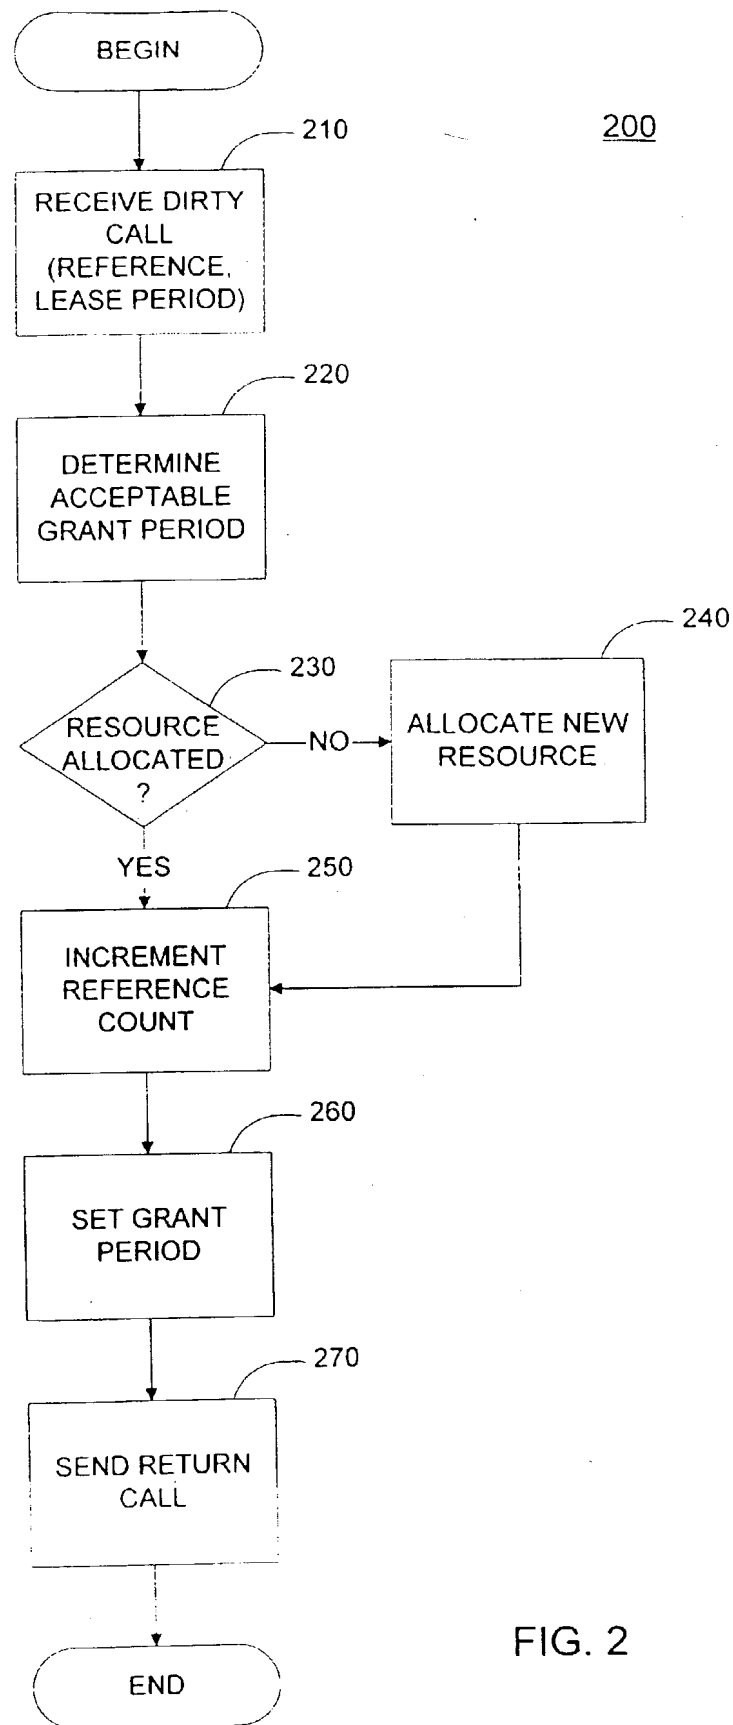 BEGIN
210
200
RECEIVE DIRTY
CALL
(REFERENCE,
LEASE PERIOD)
220
DETERMINE
ACCEPTABLE
GRANT PERIOD
240
230
RESOURCE
ALLOCATED
?
NO
ALLOCATE NEW
RESOURCE
YES
250
INCREMENT
REFERENCE
COUNT
260
SET GRANT
PERIOD
270
SEND RETURN
CALL
FIG. 2
END